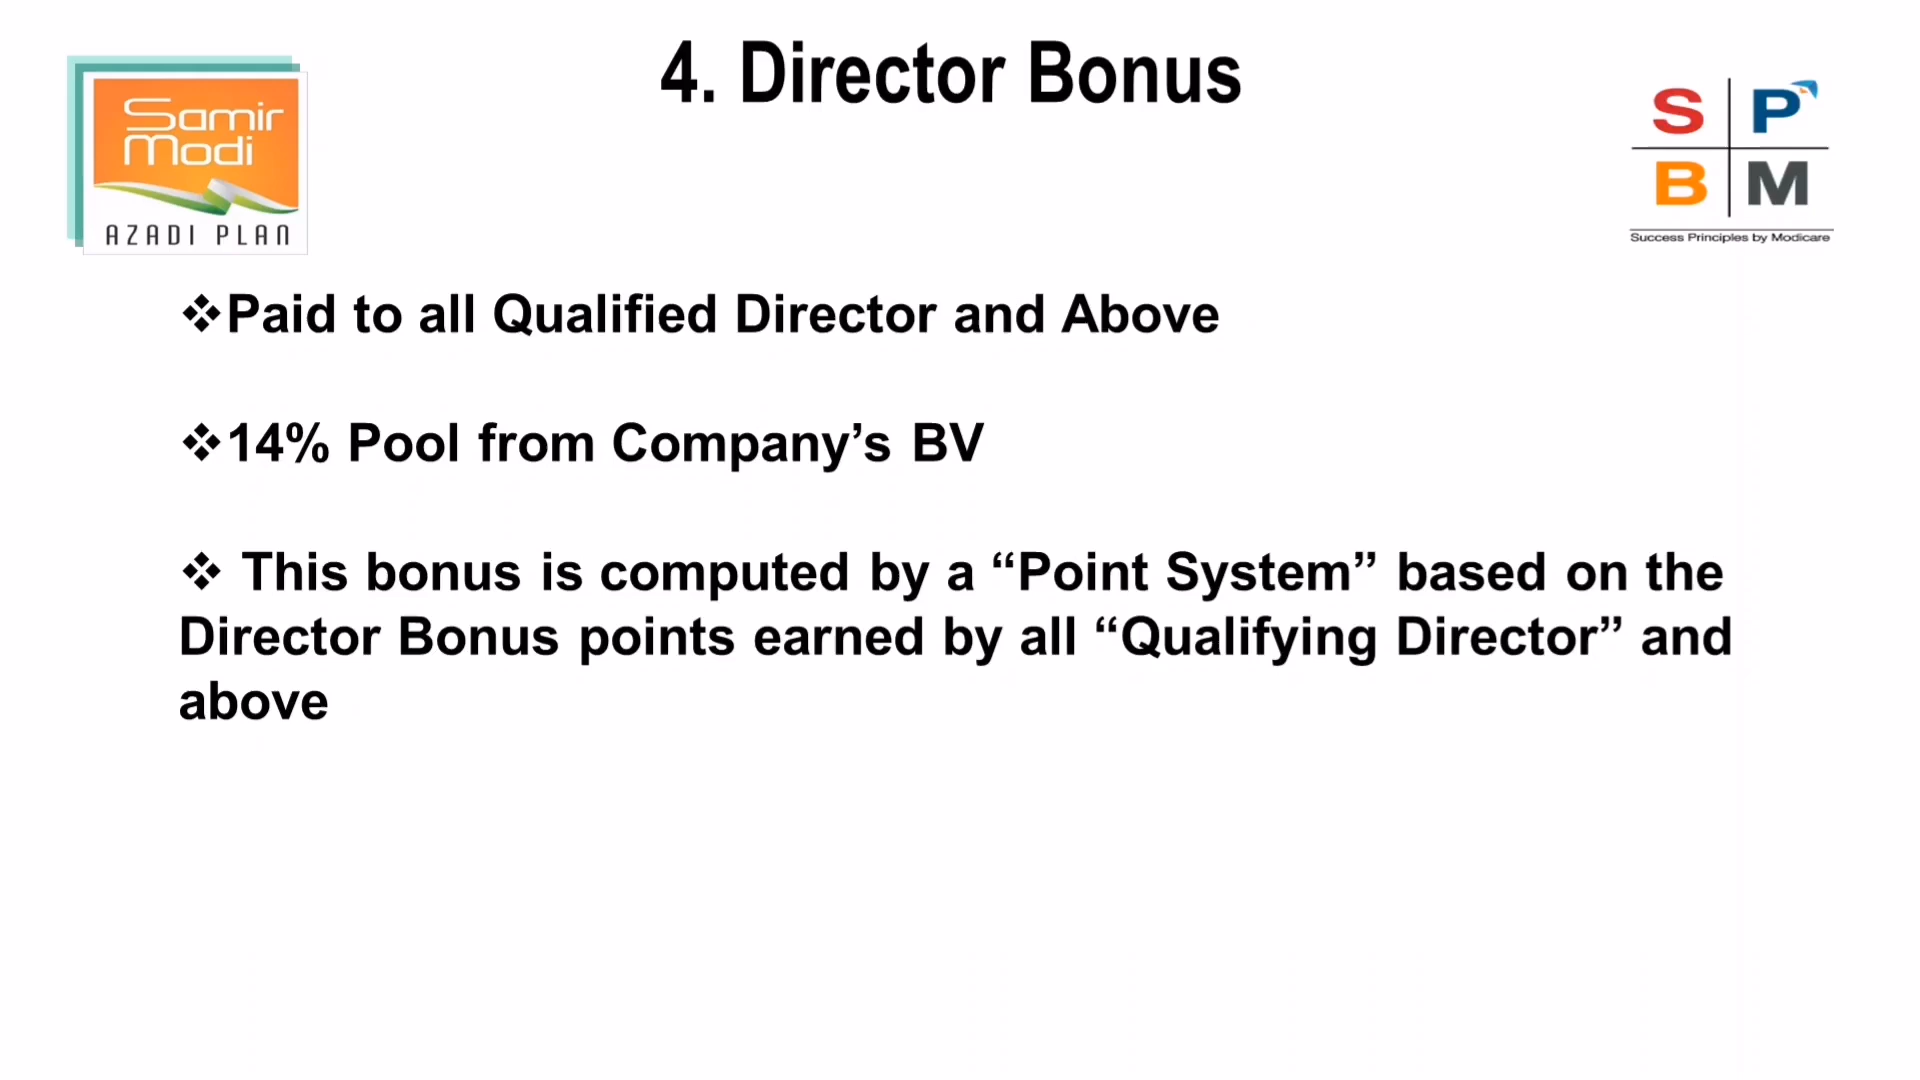 4. Director Bonus
Samir
Modi
AZADI PLAN
S P
B M
Success Principles by Modicare
❖Paid to all Qualified Director and Above
❖14% Pool from Company’s BV
❖ This bonus is computed by a “Point System” based on the
Director Bonus points earned by all “Qualifying Director” and
above